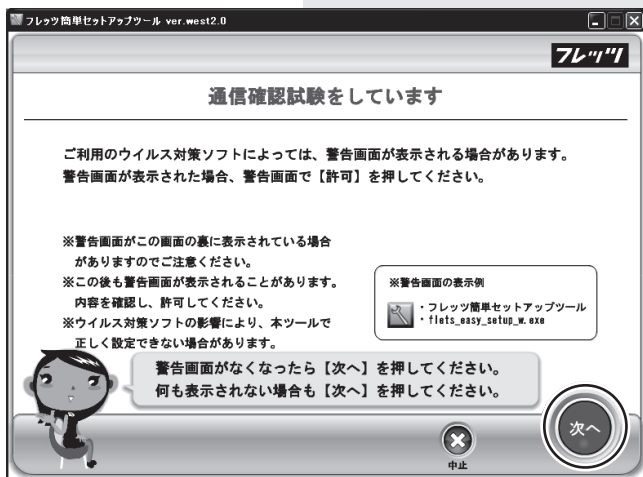 フレッツ簡単セットアップツール ver.west2.0
フレッツ
通信確認試験をしています
ご利用のウイルス対策ソフトによっては、警告画面が表示される場合があります。
警告画面が表示された場合、警告画面で【許可】を押してください。
※警告画面がこの画面の裏に表示されている場合
がありますのでご注意ください。
※この後も警告画面が表示されることがあります。
内容を確認し、許可してください。
※ウイルス対策ソフトの影響により、本ツールで
正しく設定できない場合があります。
※警告画面の表示例
・フレッツ簡単セットアップツール
・flets_easy_setup_w.exe
警告画面がなくなったら【次へ】を押してください。
何も表示されない場合も【次へ】を押してください。
次へ
中止